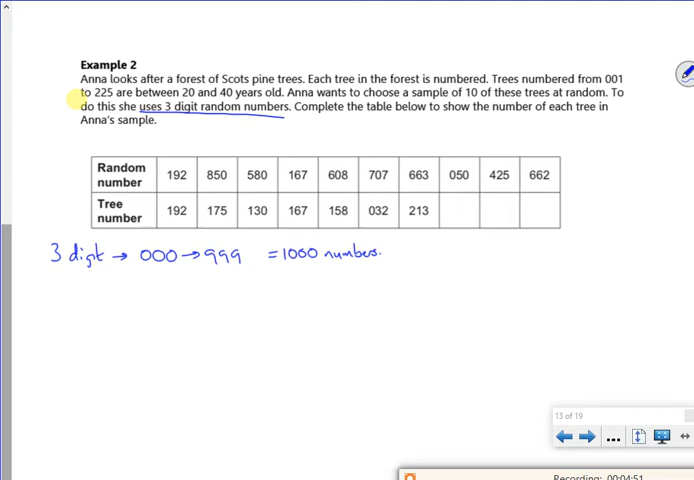 Example 2
Anna looks after a forest of Scots pine trees. Each tree in the forest is numbered. Trees numbered from 001
to 225 are between 20 and 40 years old. Anna wants to choose a sample of 10 of these trees at random. To
do this she uses 3 digit random numbers. Complete the table below to show the number of each tree in
Anna's sample.
Random number 192 850 580 167 608 707 663 050 425 662
Tree number 192 175 130 167 158 032 213
3 digit → 000 → 999 = 1000 numbers.
13 of 19
Recording: 00:04:51